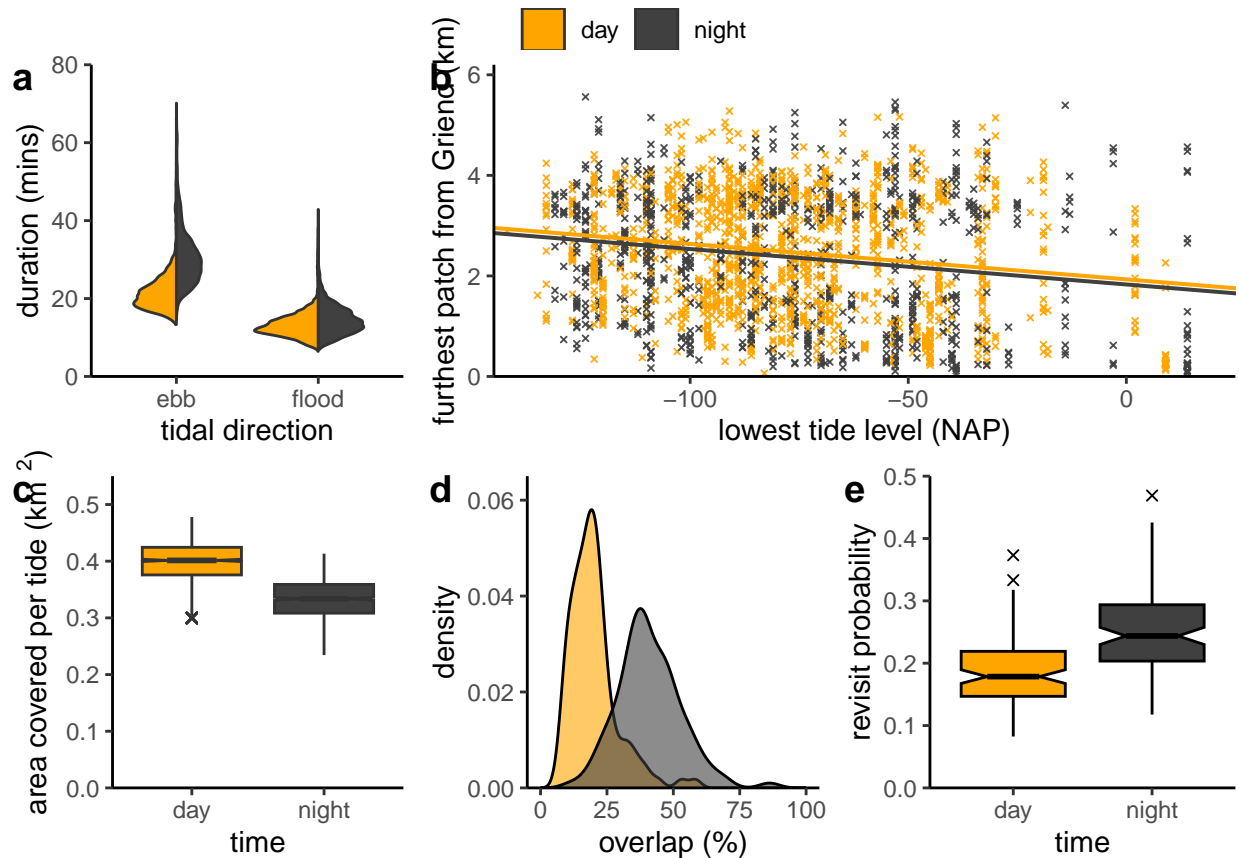 day night
a
80
60
40
20
0
duration (mins)
ebb flood
tidal direction
b
6
4
2
0
furthest patch from Griend (km)
−100 −50 0
lowest tide level (NAP)
c
0.5
0.4
0.3
0.2
0.1
0.0
area covered per tide (km ²)
day night
time
d
0.06
0.04
0.02
0.00
density
0 25 50 75 100
overlap (%)
e
0.5
0.4
0.3
0.2
0.1
0.0
revisit probability
day night
time